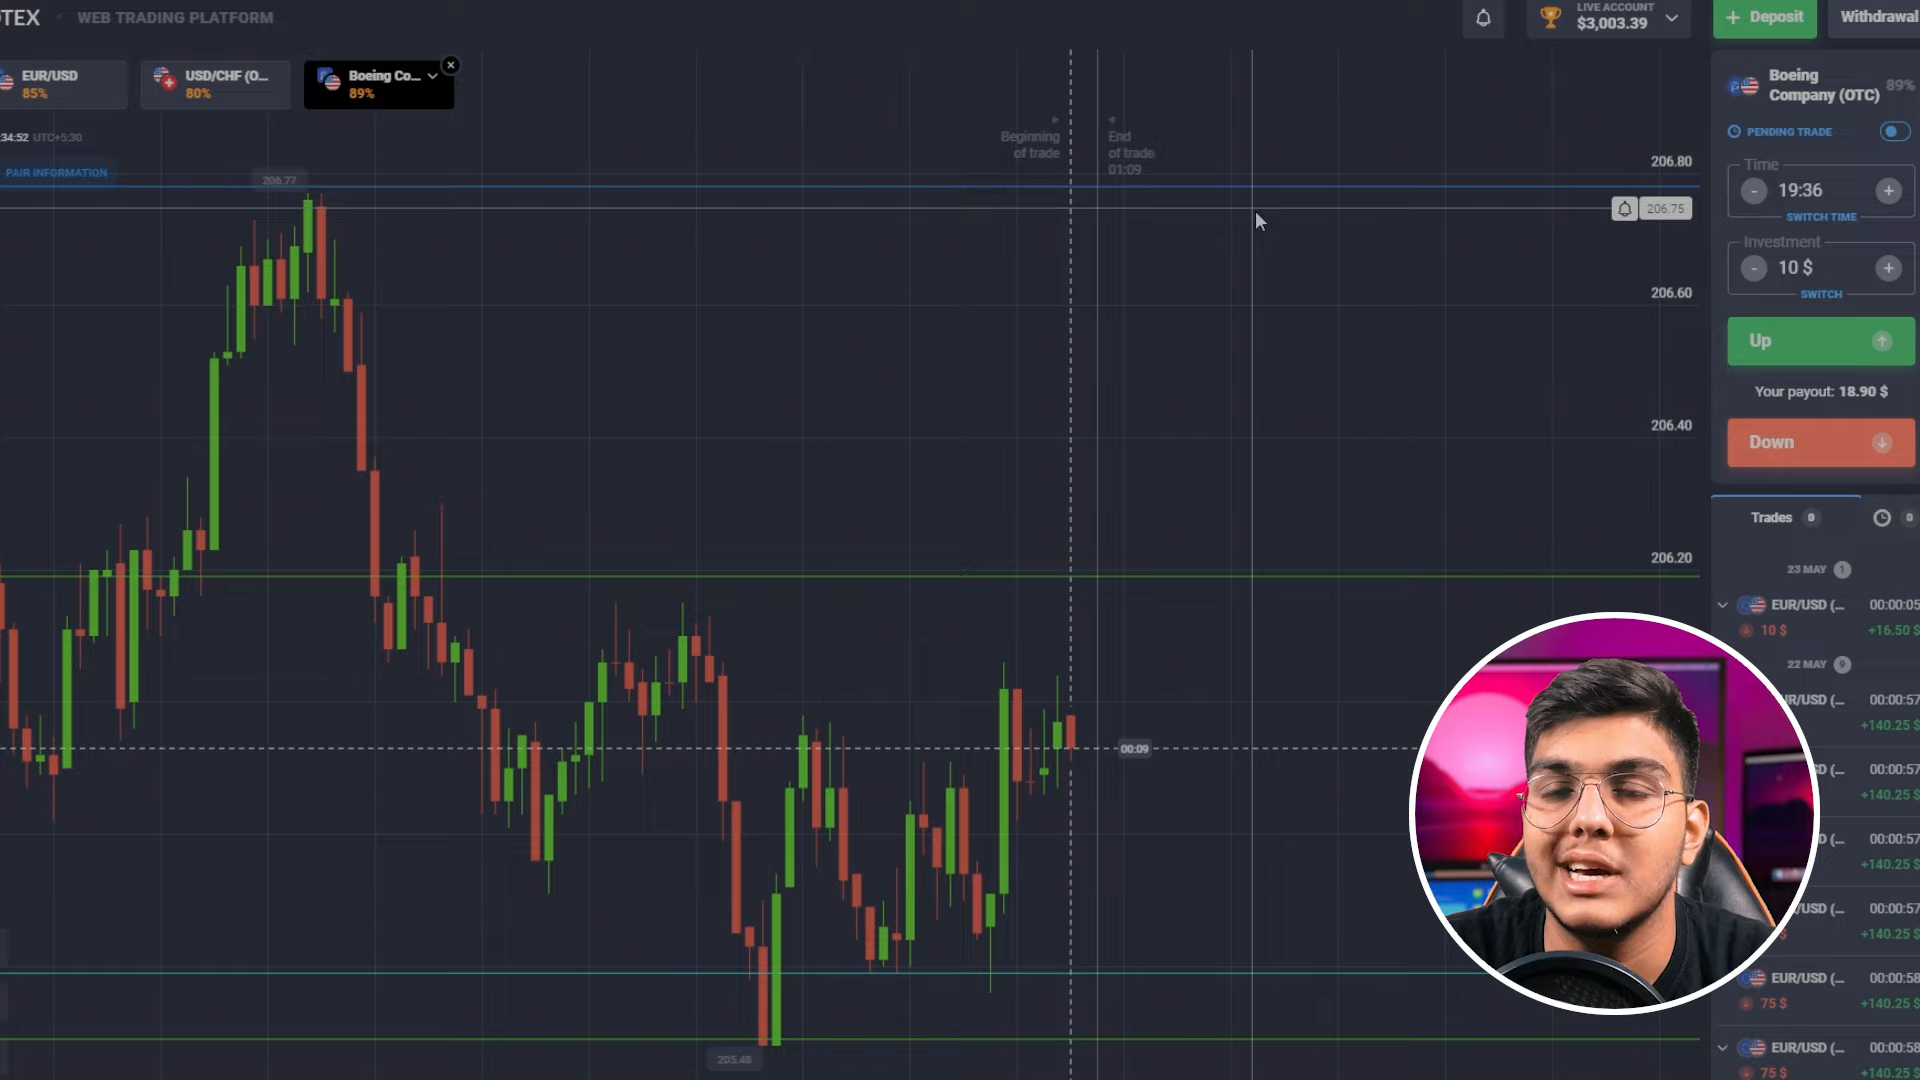 OTEX
WEB TRADING PLATFORM
LIVE ACCOUNT
$3,003.39
+ Deposit
Withdrawal
EUR/USD
85%
USD/CHF (O...
80%
Boeing Co...
89%
:34:52 UTC+5:30
PAIR INFORMATION
206.77
Beginning
of trade
End
of trade
01:09
206.80
206.75
206.60
206.40
206.20
00:09
205.48
Boeing
Company (OTC)
89%
PENDING TRADE
Time
- 19:36 +
SWITCH TIME
Investment
- 10 $ +
SWITCH
Up
Your payout: 18.90 $
Down
Trades 0
0
23 MAY 1
EUR/USD (... 00:00:05
10 $ +16.50 $
22 MAY 9
R/USD (... 00:00:57
+140.25 $
D (... 00:00:57
+140.25 $
D (... 00:00:57
+140.25 $
/USD (... 00:00:57
$ +140.25 $
EUR/USD (... 00:00:58
75 $ +140.25 $
EUR/USD (... 00:00:58
75 $ +140.25 $